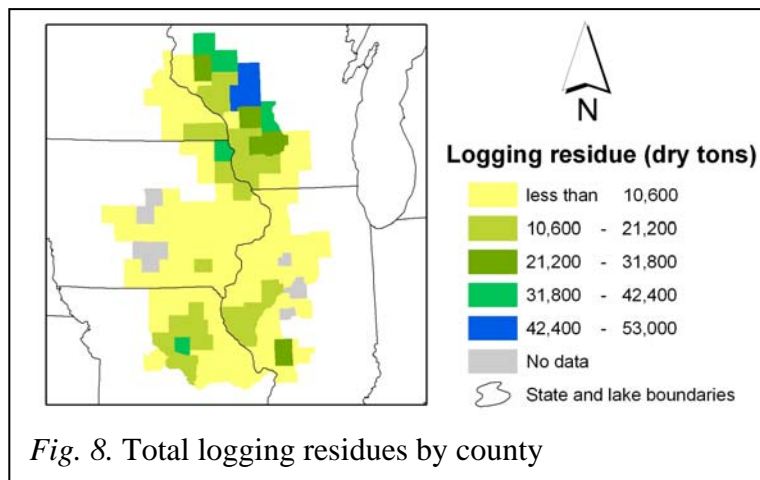 N
Logging residue (dry tons)
less than 10,600
10,600 - 21,200
21,200 - 31,800
31,800 - 42,400
42,400 - 53,000
No data
State and lake boundaries
Fig. 8. Total logging residues by county